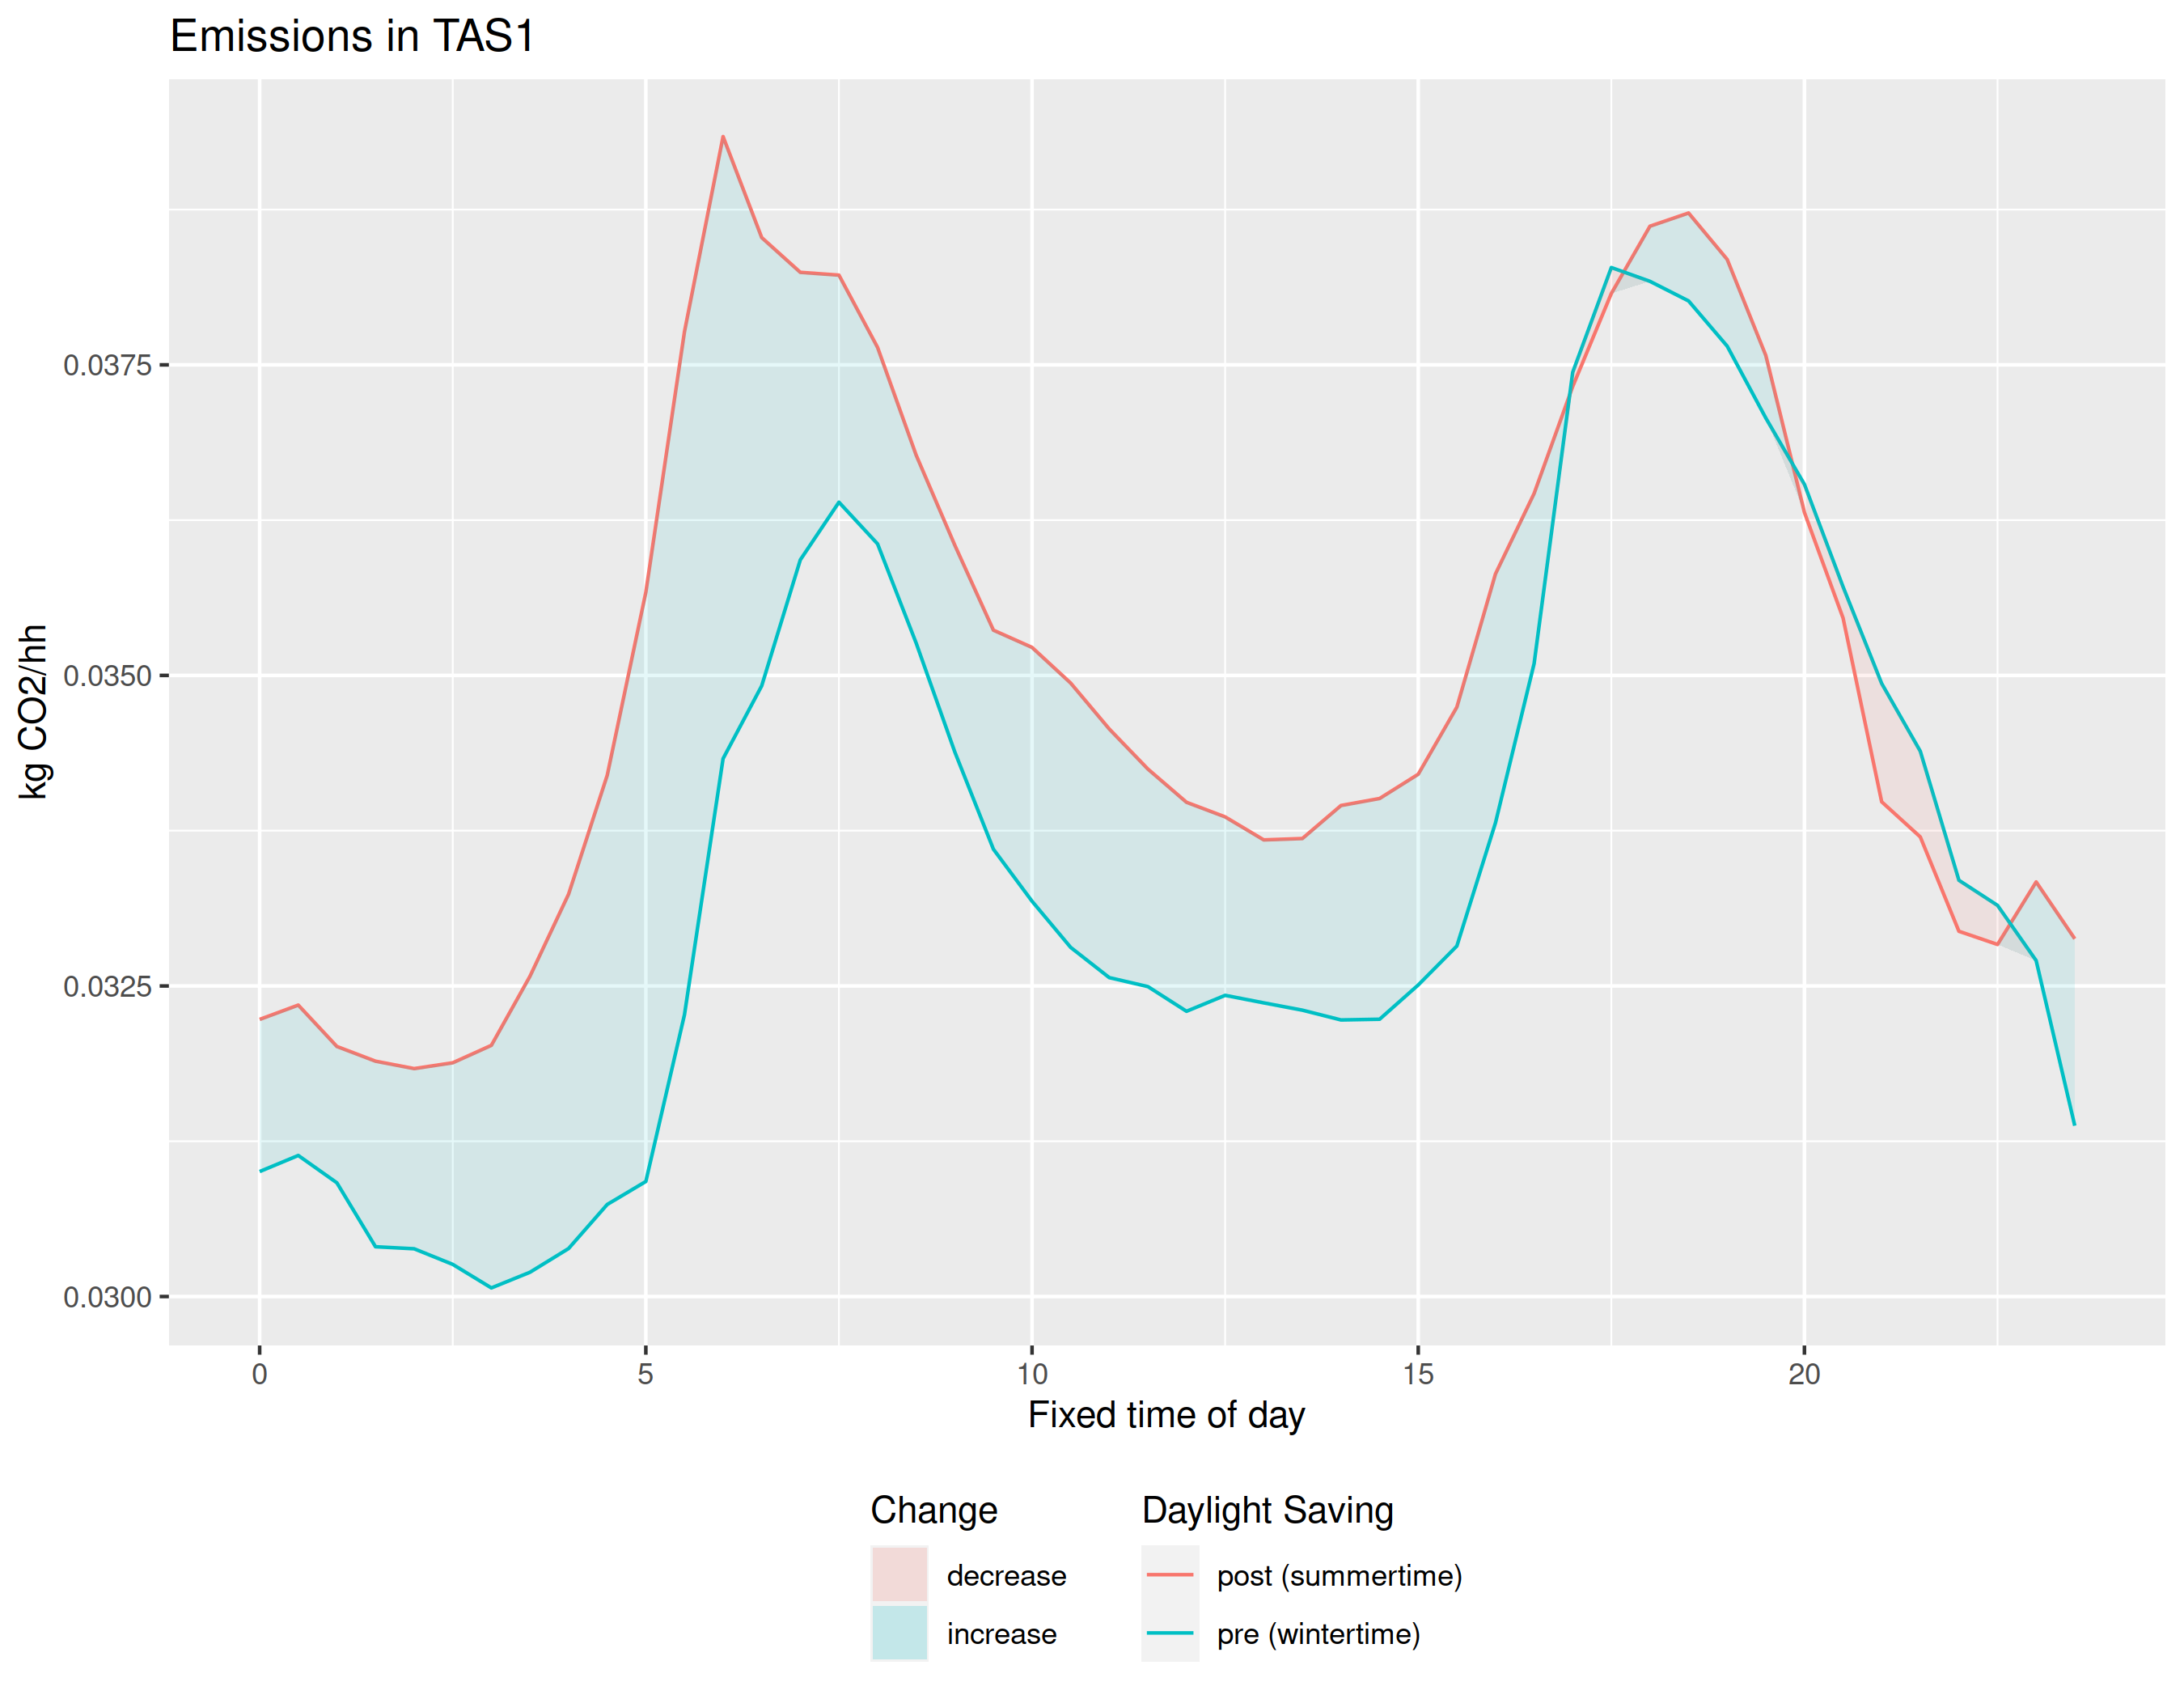 Emissions in TAS1
kg CO2/hh
0.0375
0.0350
0.0325
0.0300
0 5 10 15 20
Fixed time of day
Change
decrease
increase
Daylight Saving
post (summertime)
pre (wintertime)